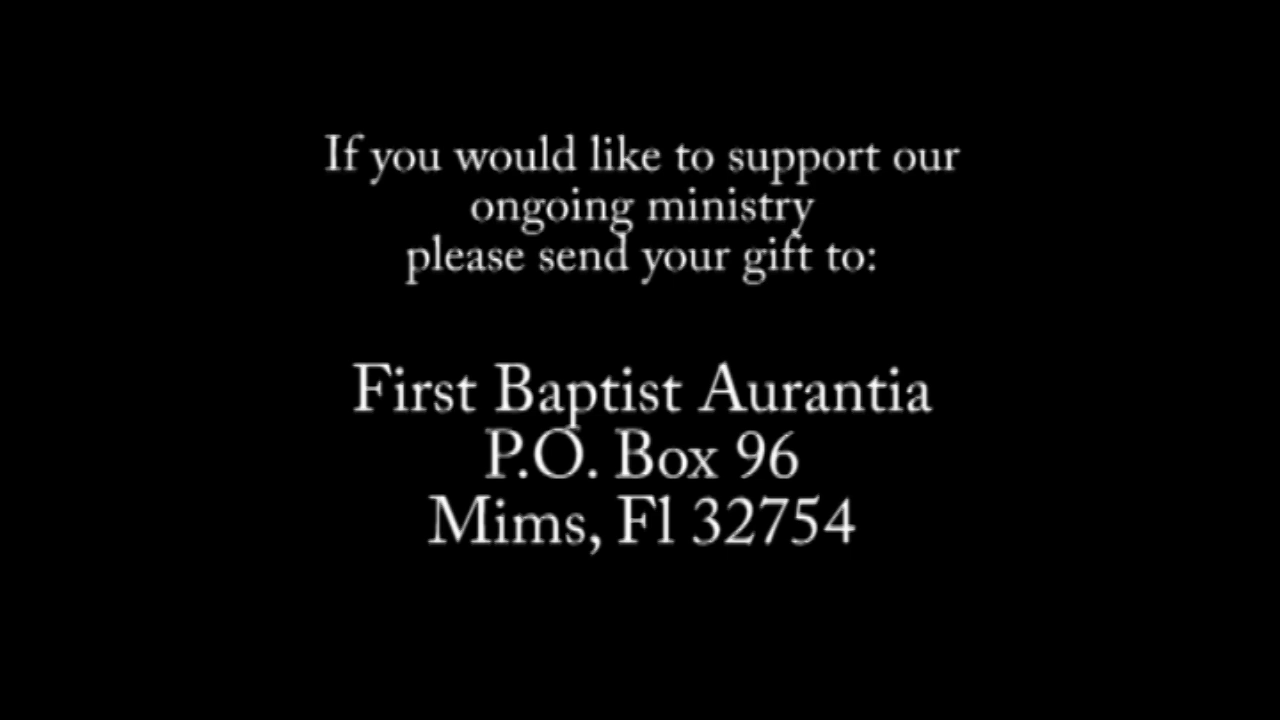 If you would like to support our
ongoing ministry
please send your gift to:
First Baptist Aurantia
P.O. Box 96
Mims, Fl 32754